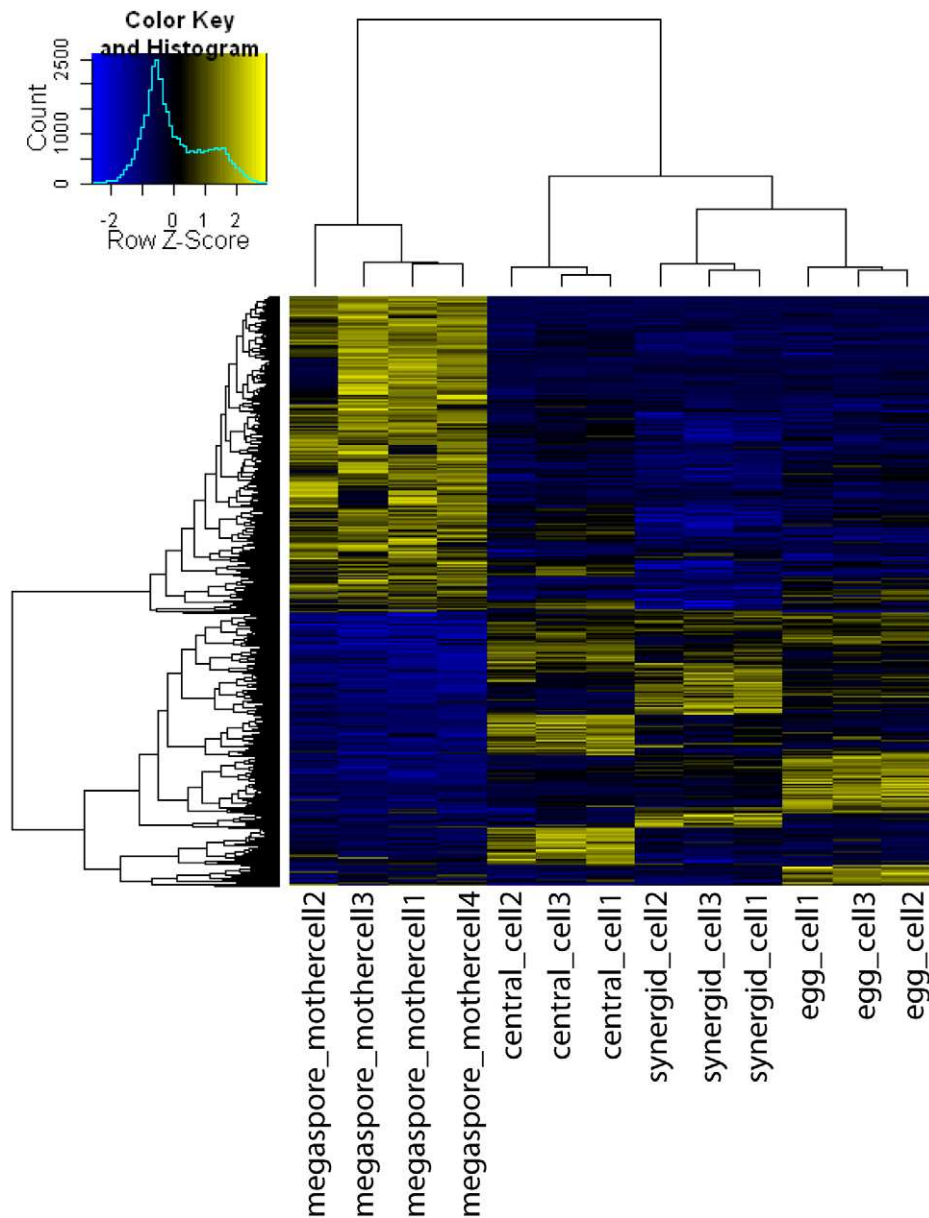 Color Key
and Histogram
Count
0 1000 2500
-2 0 1 2
Row Z-Score
megaspore_mothercell2
megaspore_mothercell3
megaspore_mothercell1
megaspore_mothercell4
central_cell2
central_cell3
central_cell1
synergid_cell2
synergid_cell3
synergid_cell1
egg_cell1
egg_cell3
egg_cell2